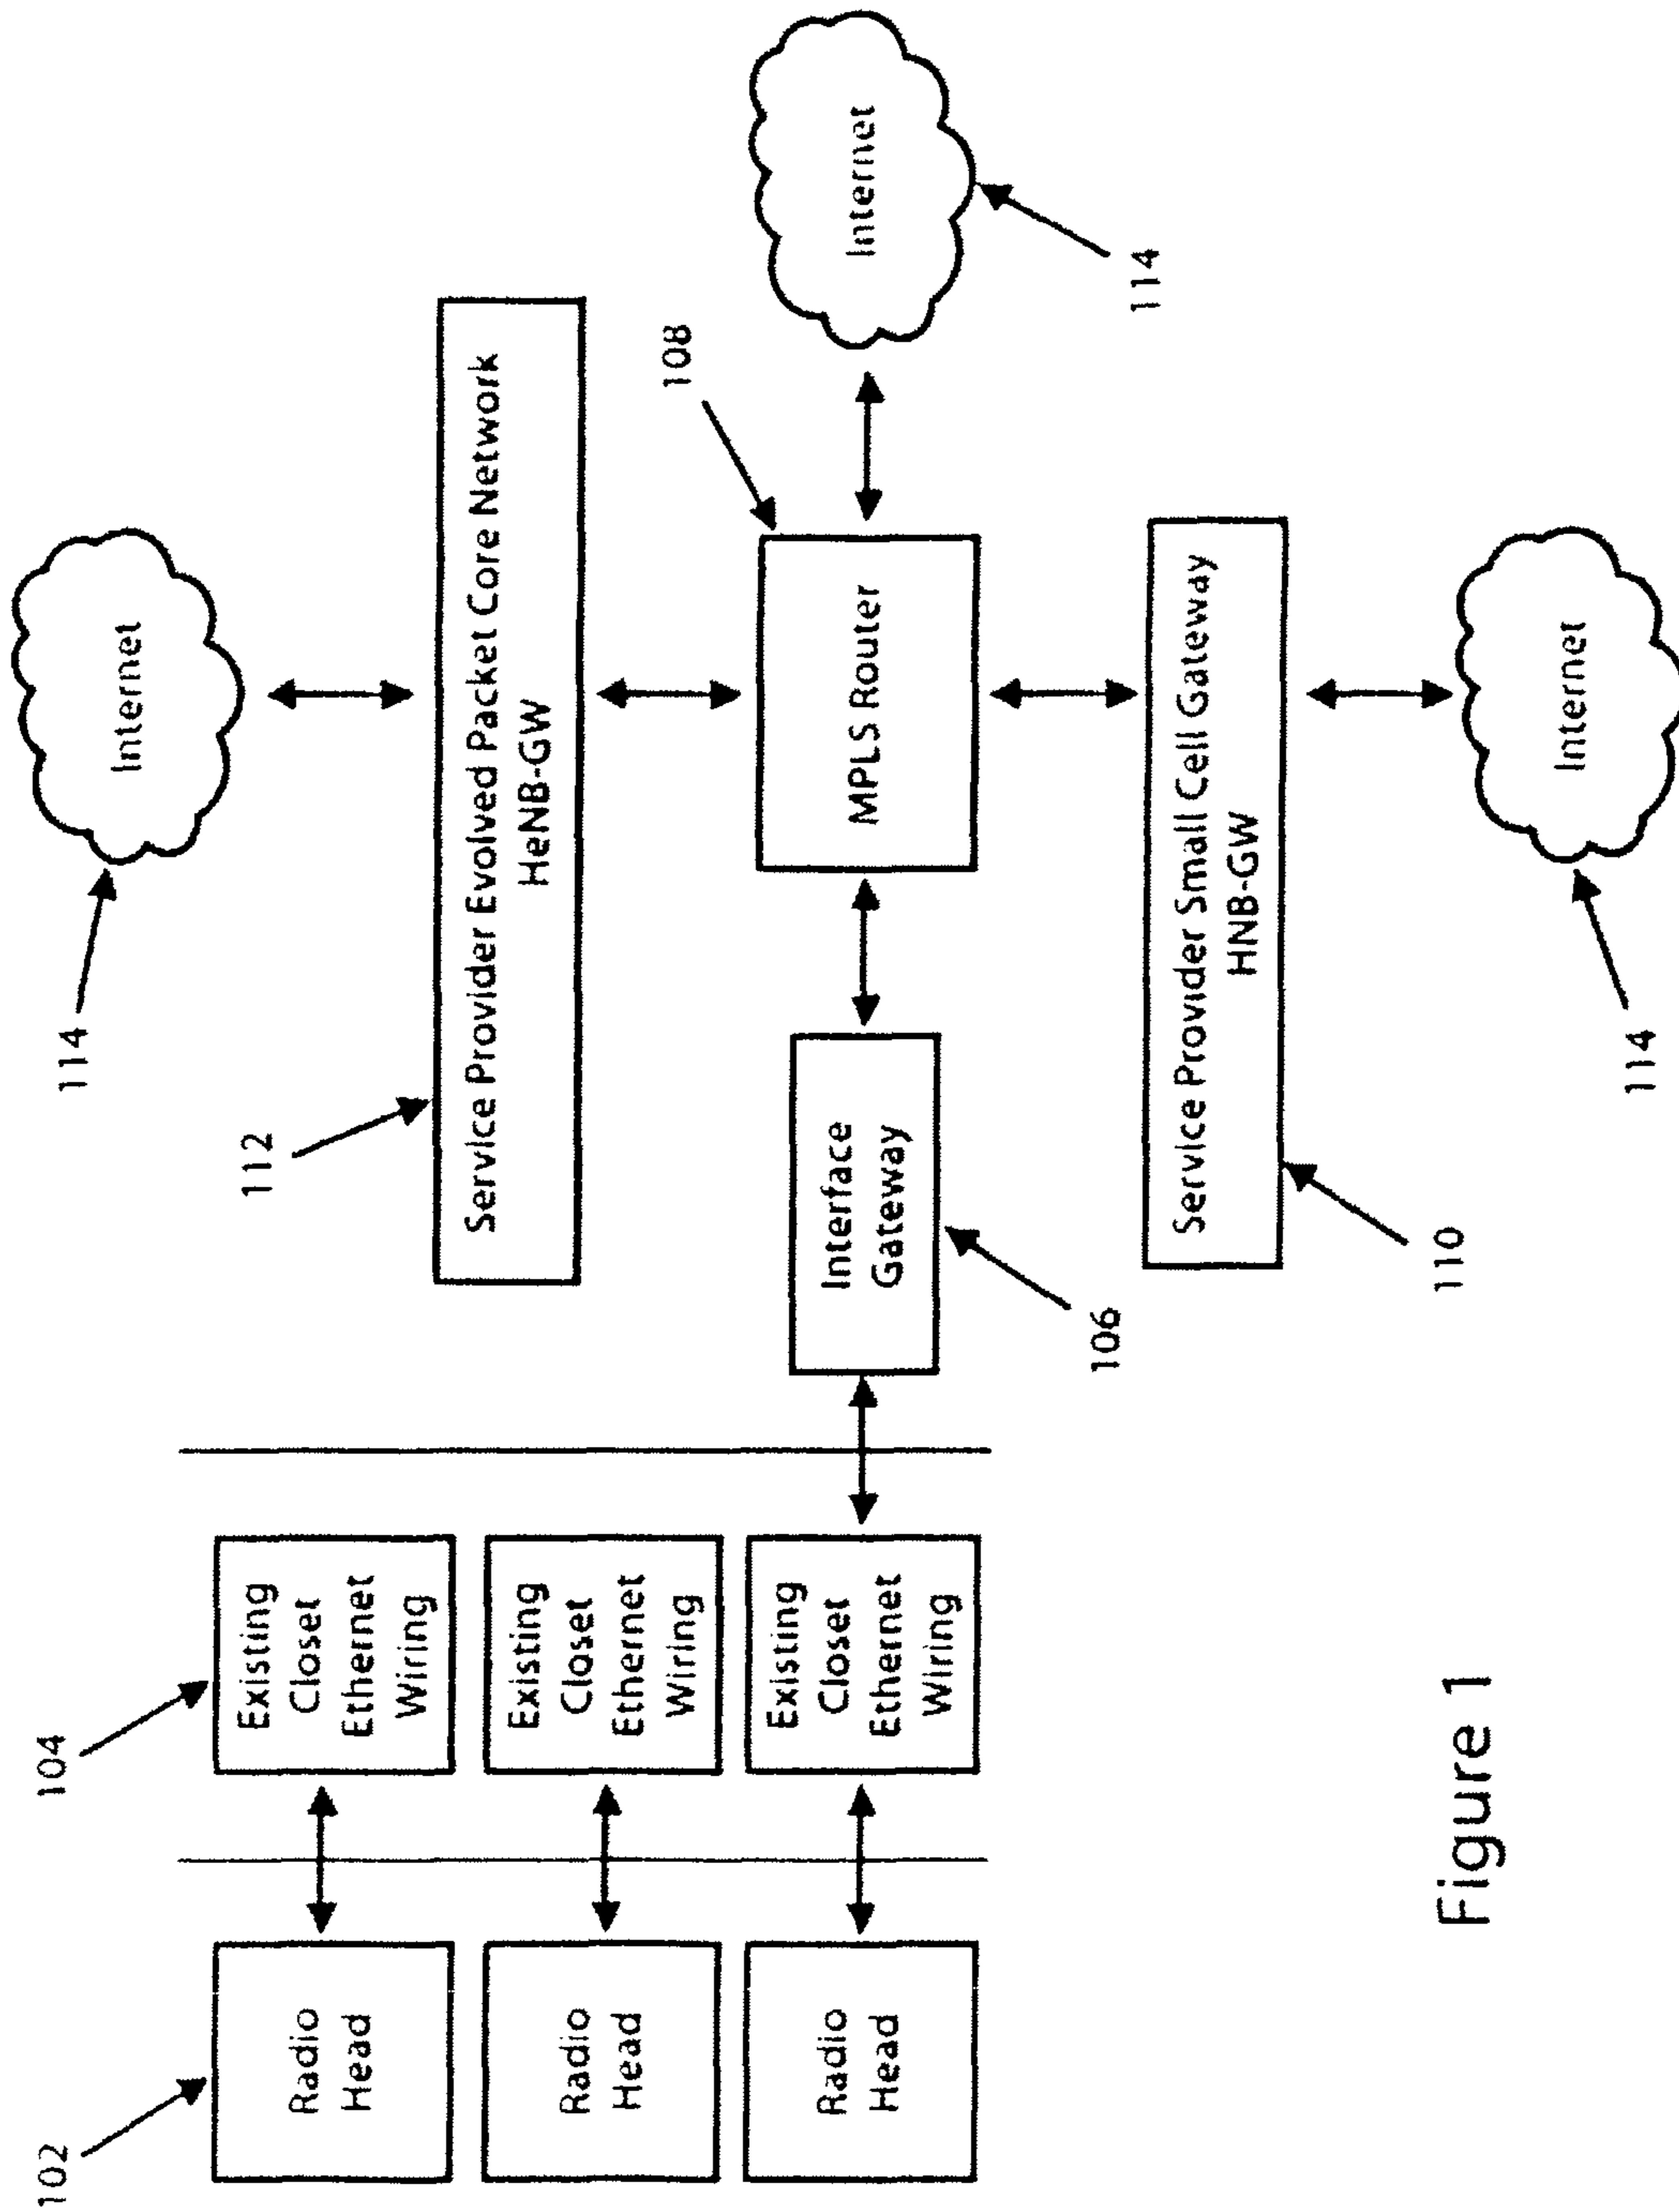 114
Internet
112
Service Provider Evolved Packet Core Network
HeNB-GW
104
102
Radio
Head
Existing
Closet
Ethernet
Wiring
Radio
Head
Existing
Closet
Ethernet
Wiring
Radio
Head
Existing
Closet
Ethernet
Wiring
Interface
Gateway
106
MPLS Router
108
Internet
114
110
Service Provider Small Cell Gateway
HNB-GW
114
Internet
Figure 1